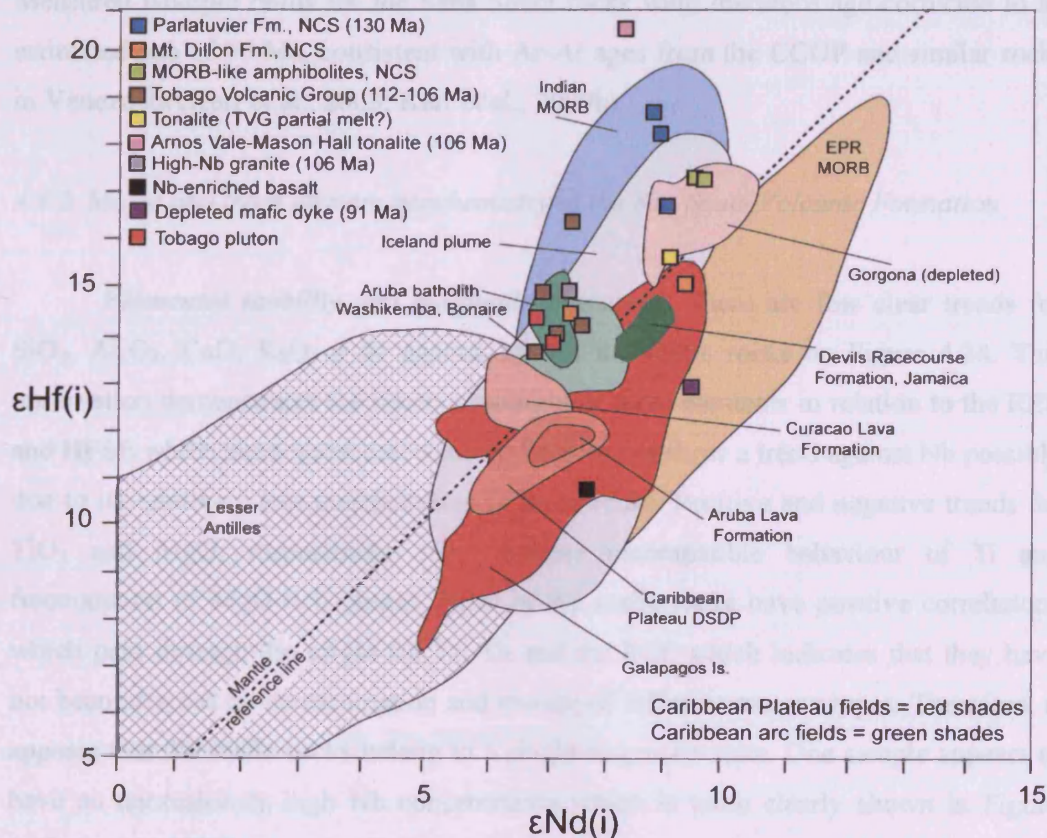 Parlatuvier Fm., NCS (130 Ma)
Mt. Dillon Fm., NCS
MORB-like amphibolites, NCS
Tobago Volcanic Group (112-106 Ma)
Tonalite (TVG partial melt?)
Arnos Vale-Mason Hall tonalite (106 Ma)
High-Nb granite (106 Ma)
Nb-enriched basalt
Depleted mafic dyke (91 Ma)
Tobago pluton
20
15
10
5
εHf(i)
Indian
MORB
EPR
MORB
Iceland plume
Gorgona (depleted)
Aruba batholith
Washikemba, Bonaire
Devils Racecourse
Formation, Jamaica
Curacao Lava
Formation
Lesser
Antilles
Aruba Lava
Formation
Caribbean
Plateau DSDP
Galapagos Is.
Mantle
reference line
Caribbean Plateau fields = red shades
Caribbean arc fields = green shades
0
5
10
15
εNd(i)